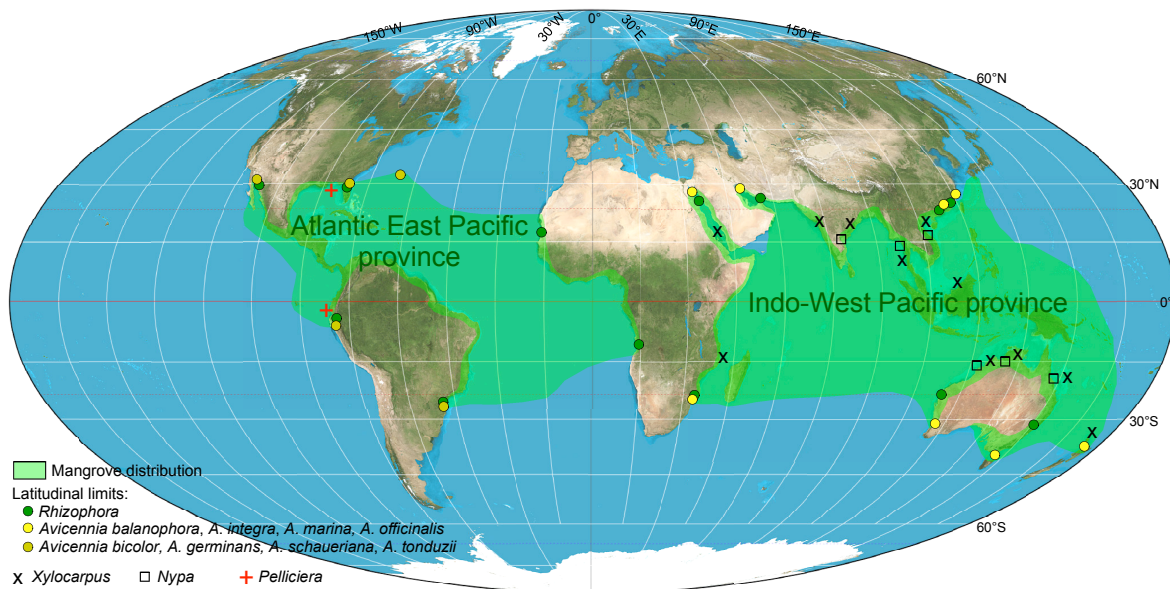 150°W 90°W 30°W 0° 30°E 90°E 150°E
60°N
30°N
Atlantic East Pacific
province
Indo-West Pacific province
0°
30°S
60°S
Mangrove distribution
Latitudinal limits:
Rhizophora
Avicennia balanophora, A. integra, A. marina, A. officinalis
Avicennia bicolor, A. germinans, A. schaueriana, A. tonduzii
x Xylocarpus Nypa + Pelliciera